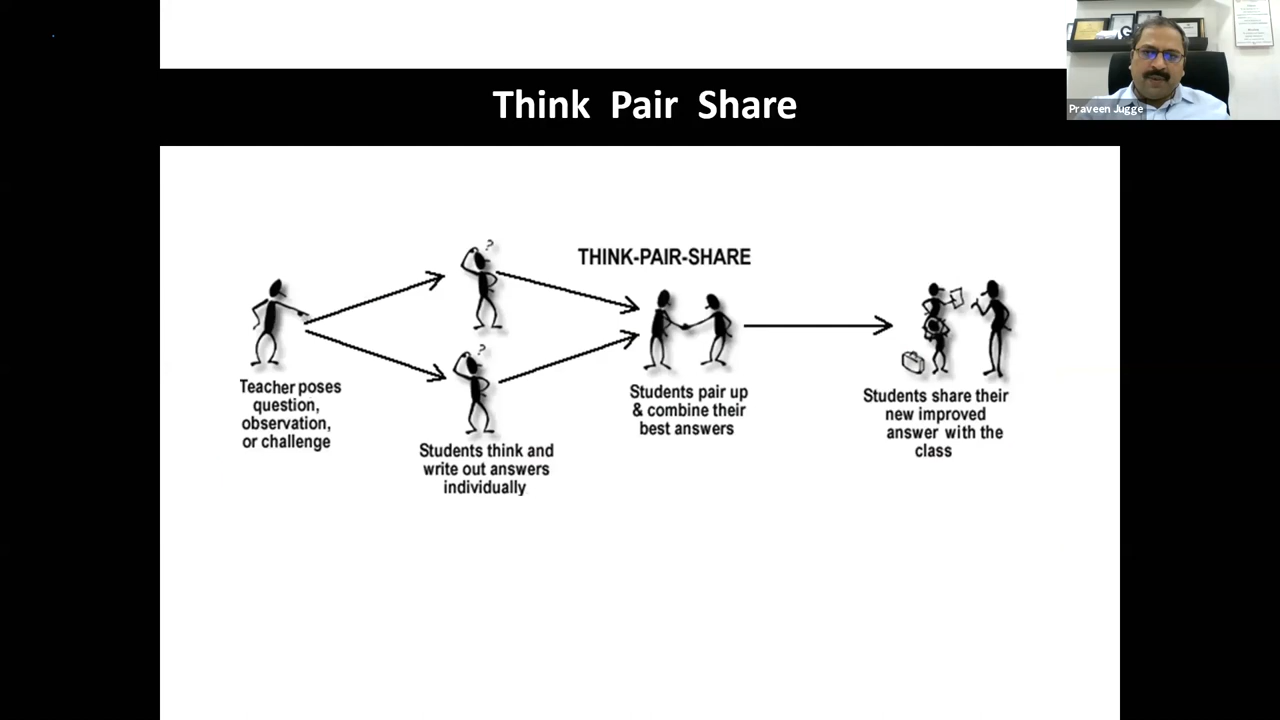 Think Pair Share
Praveen Jugge
THINK-PAIR-SHARE
?
?
Teacher poses
question,
observation,
or challenge
Students think and
write out answers
individually
Students pair up
& combine their
best answers
Students share their
new improved
answer with the
class